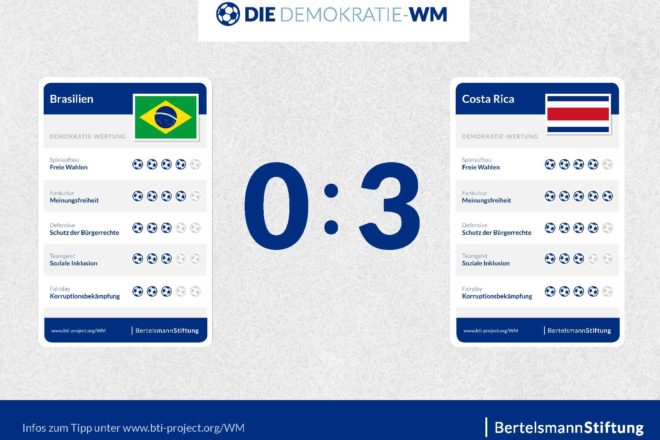 DIE DEMOKRATIE-WM
Brasilien
DEMOKRATIE-WERTUNG
Spielaufbau
Freie Wahlen
Fankultur
Meinungsfreiheit
Defensive
Schutz der Bürgerrechte
Teamgeist
Soziale Inklusion
Fairplay
Korruptionsbekämpfung
www.bti-project.org/WM
BertelsmannStiftung
0:3
Costa Rica
DEMOKRATIE-WERTUNG
Spielaufbau
Freie Wahlen
Fankultur
Meinungsfreiheit
Defensive
Schutz der Bürgerrechte
Teamgeist
Soziale Inklusion
Fairplay
Korruptionsbekämpfung
www.bti-project.org/WM
BertelsmannStiftung
Infos zum Tipp unter www.bti-project.org/WM
BertelsmannStiftung